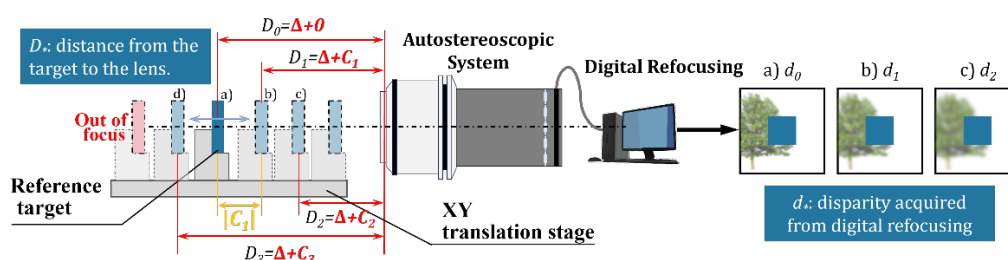 D₀=Δ+0
D*: distance from the
target to the lens.
D₁=Δ+C₁
Autostereoscopic
System
Digital Refocusing
a) d₀
b) d₁
c) d₂
d)
a)
b)
c)
Out of
focus
Reference
target
|C₁|
D₂=Δ+C₂
XY
translation stage
D₃=Δ+C₃
d*: disparity acquired
from digital refocusing